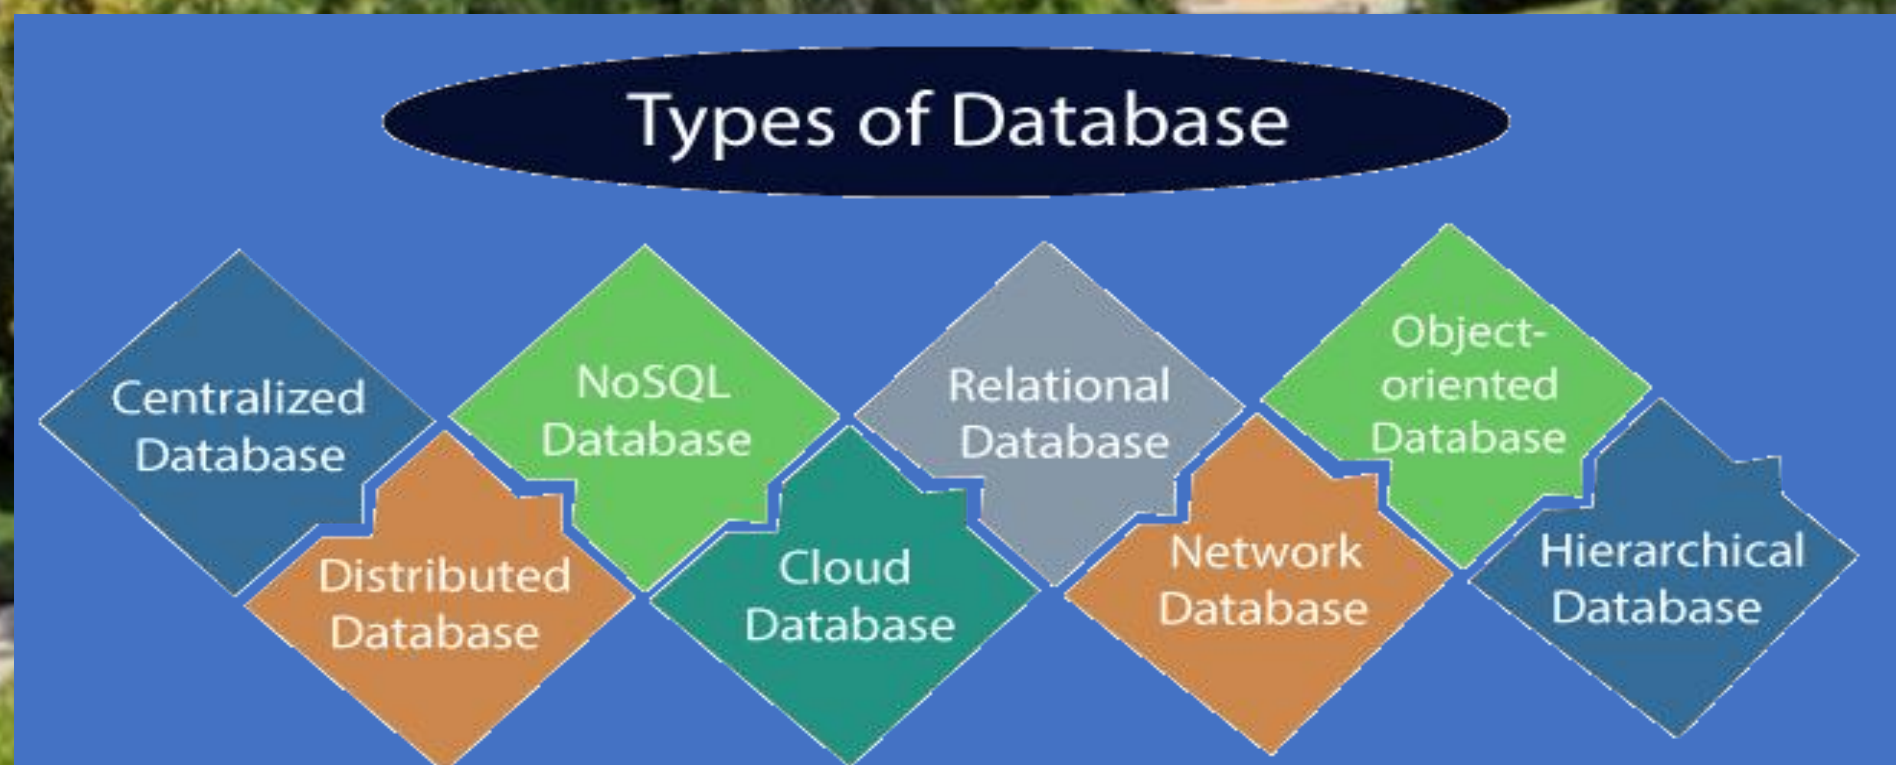 Types of Database
Centralized
Database
Distributed
Database
NoSQL
Database
Cloud
Database
Relational
Database
Network
Database
Object-
oriented
Database
Hierarchical
Database